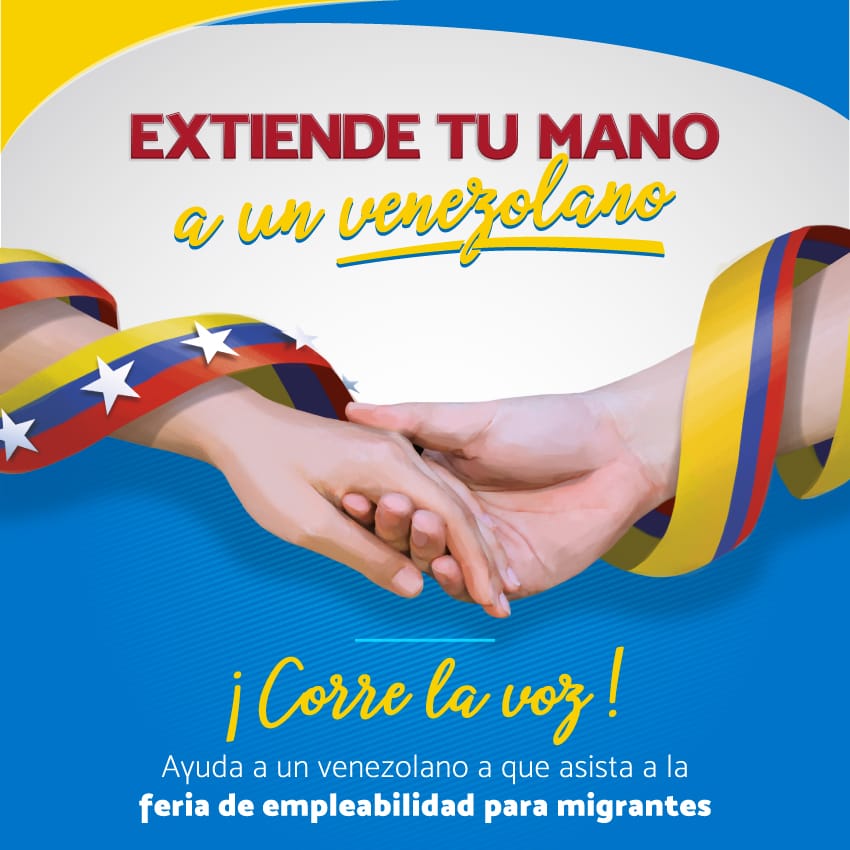 EXTIENDE TU MANO
a un venezolano
¡Corre la voz!
Ayuda a un venezolano a que asista a la
feria de empleabilidad para migrantes